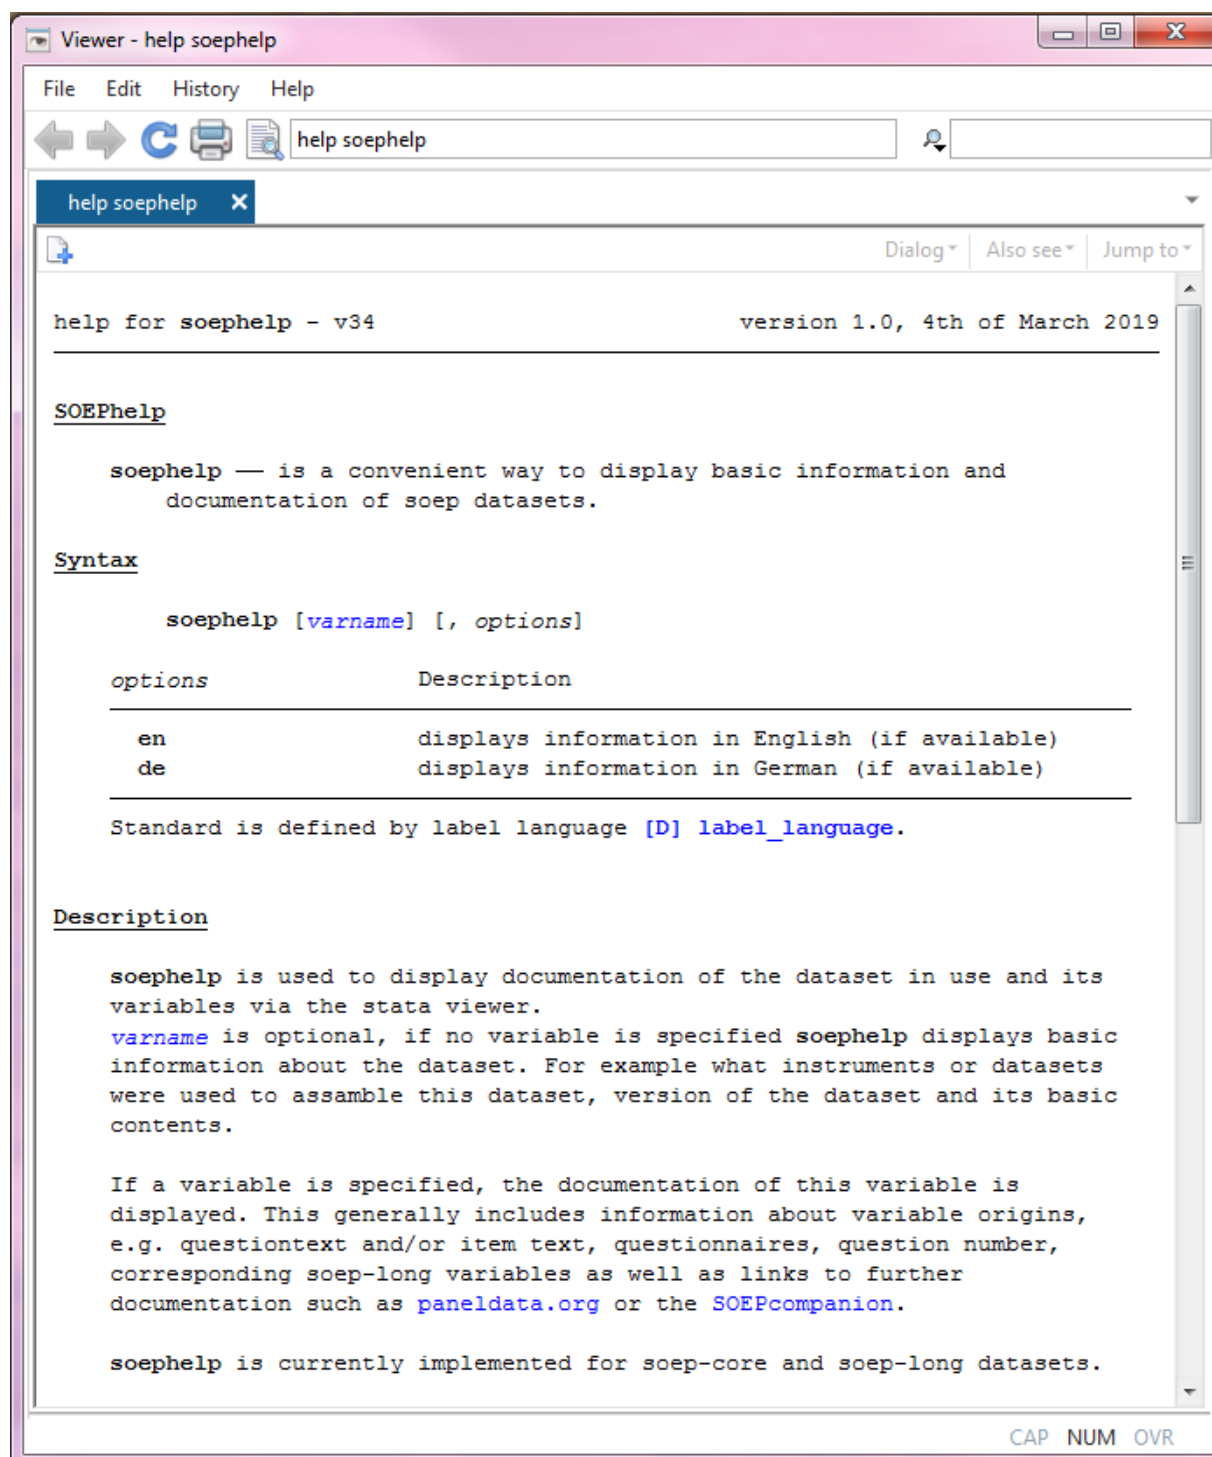 Viewer - help soephelp
File Edit History Help
help soephelp
help soephelp
Dialog Also see Jump to
help for soephelp - v34 version 1.0, 4th of March 2019
SOEPhelp
soephelp — is a convenient way to display basic information and
documentation of soep datasets.
Syntax
soephelp [varname] [, options]
options Description
en displays information in English (if available)
de displays information in German (if available)
Standard is defined by label language [D] label_language.
Description
soephelp is used to display documentation of the dataset in use and its
variables via the stata viewer.
varname is optional, if no variable is specified soephelp displays basic
information about the dataset. For example what instruments or datasets
were used to assamble this dataset, version of the dataset and its basic
contents.
If a variable is specified, the documentation of this variable is
displayed. This generally includes information about variable origins,
e.g. questiontext and/or item text, questionnaires, question number,
corresponding soep-long variables as well as links to further
documentation such as paneldata.org or the SOEPcompanion.
soephelp is currently implemented for soep-core and soep-long datasets.
CAP NUM OVR